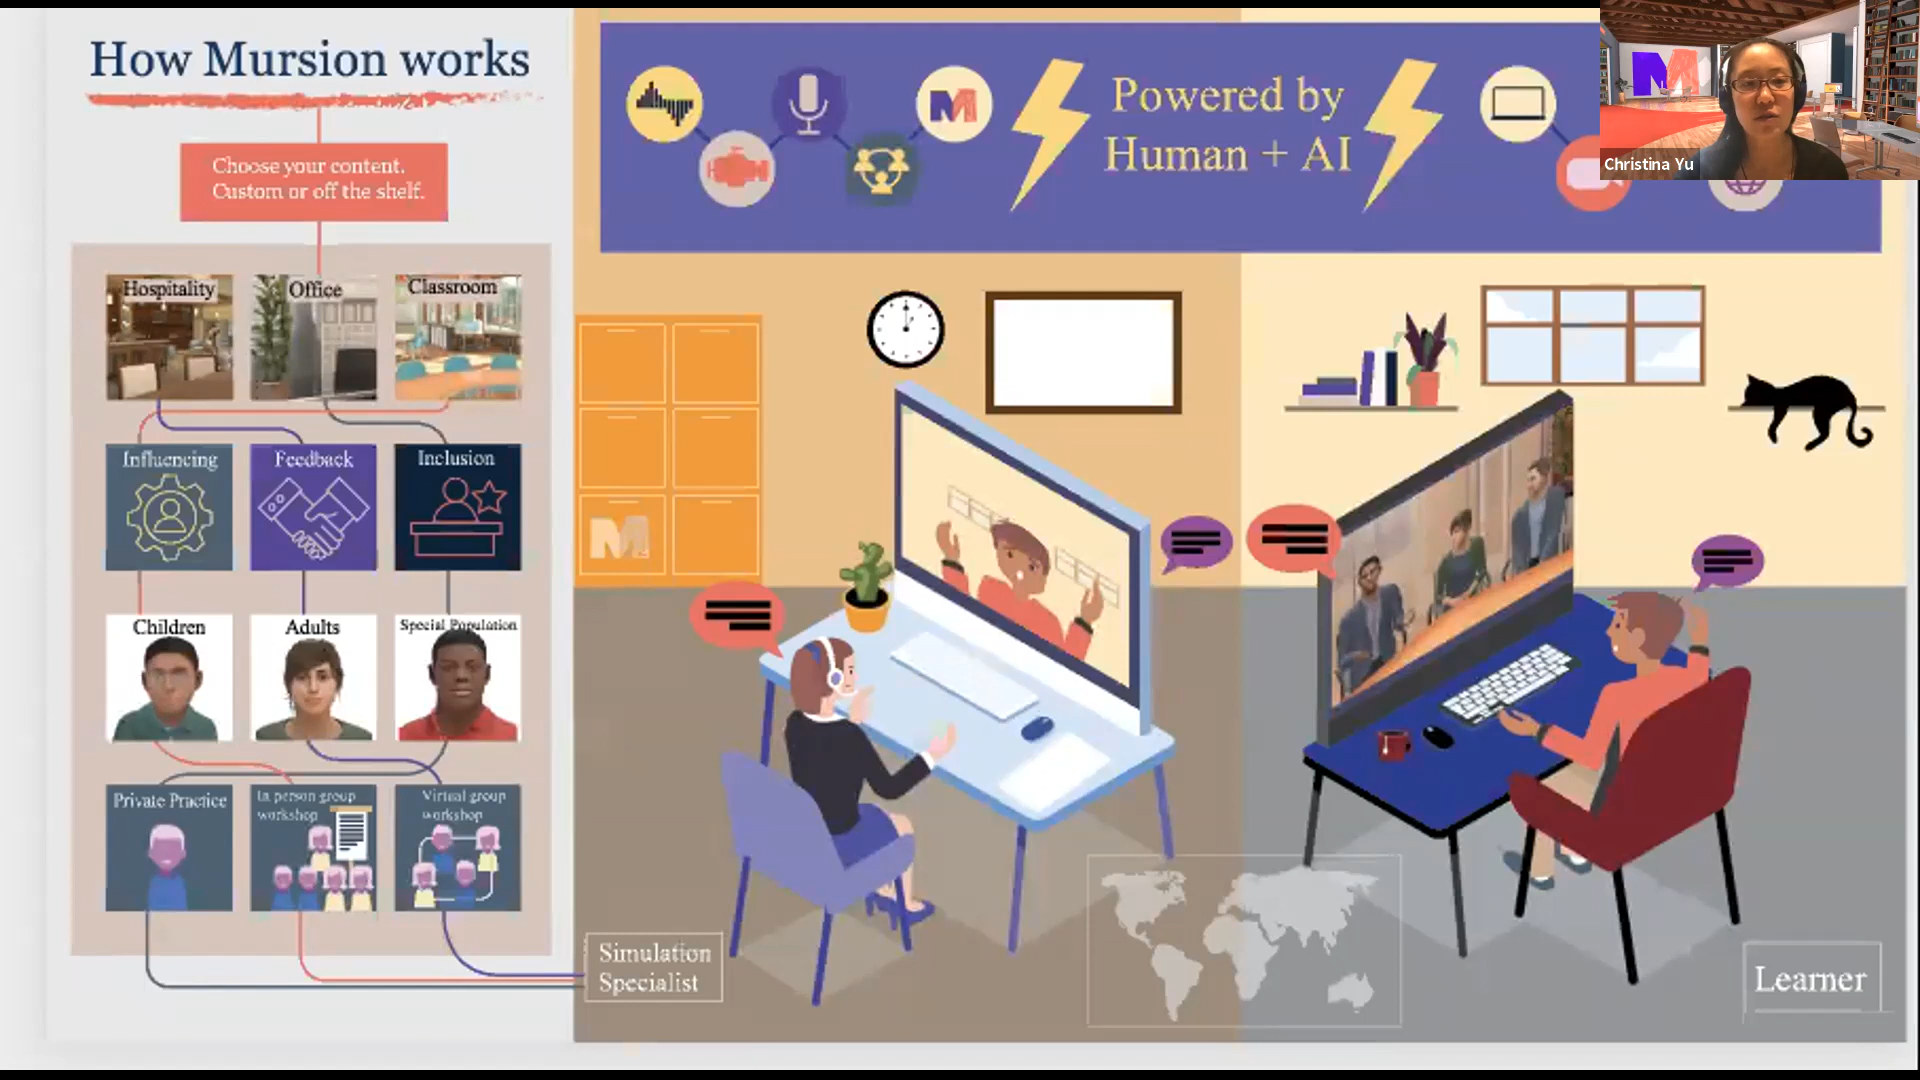 How Mursion works
Choose your content.
Custom or off the shelf.
Hospitality
Office
Classroom
Influencing
Feedback
Inclusion
Children
Adults
Special Population
Private Practice
In person group
workshop
Virtual group
workshop
Powered by
Human + AI
M
M
Simulation
Specialist
Learner
M
Christina Yu